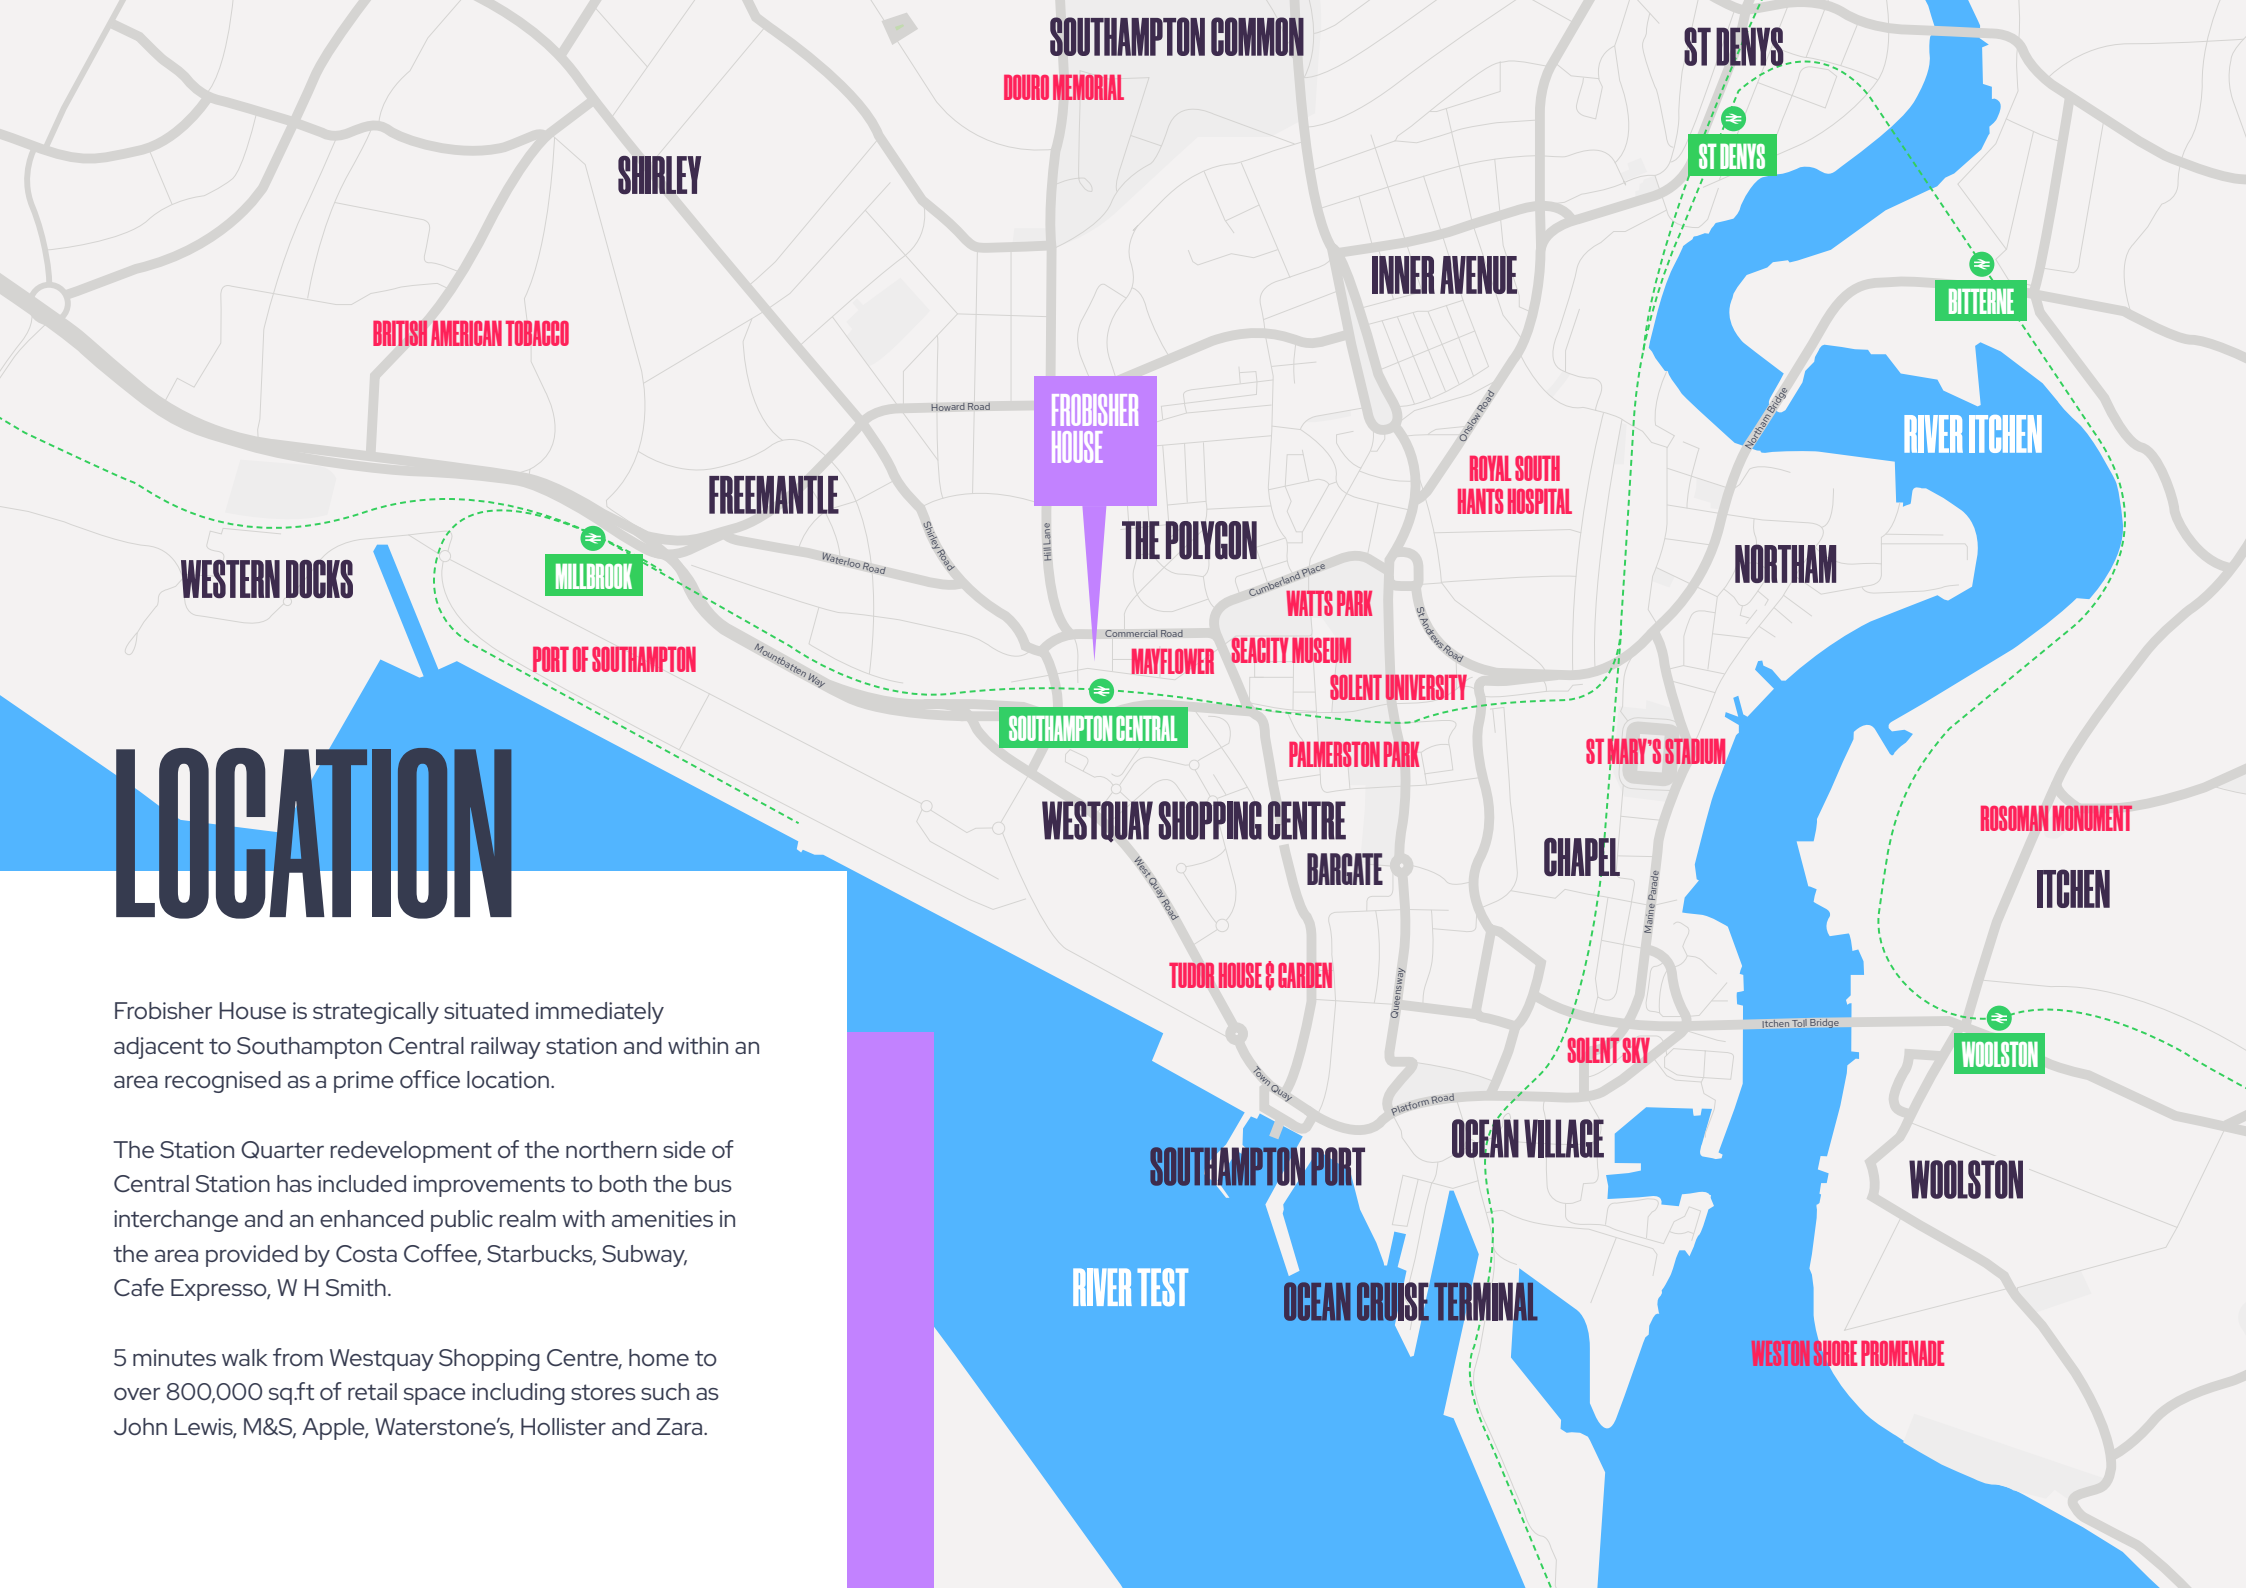 SOUTHAMPTON COMMON
DOURO MEMORIAL
ST DENYS
ST DENYS
SHIRLEY
INNER AVENUE
BITTERNE
BRITISH AMERICAN TOBACCO
Howard Road
FROBISHER
HOUSE
Onslow Road
Northam Bridge
RIVER ITCHEN
ROYAL SOUTH
HANTS HOSPITAL
FREEMANTLE
Shirley Road
Hill Lane
THE POLYGON
Waterloo Road
WESTERN DOCKS
MILLBROOK
Cumberland Place
NORTHAM
WATTS PARK
St Andrews Road
Commercial Road
SEACITY MUSEUM
PORT OF SOUTHAMPTON
Mountbatten Way
MAYFLOWER
SOLENT UNIVERSITY
SOUTHAMPTON CENTRAL
PALMERSTON PARK
ST MARY'S STADIUM
WESTQUAY SHOPPING CENTRE
ROSOMAN MONUMENT
BARGATE
CHAPEL
ITCHEN
West Quay Road
Marine Parade
TUDOR HOUSE & GARDEN
Queensway
Itchen Toll Bridge
SOLENT SKY
WOOLSTON
Town Quay
Platform Road
OCEAN VILLAGE
SOUTHAMPTON PORT
WOOLSTON
RIVER TEST
OCEAN CRUISE TERMINAL
WESTON SHORE PROMENADE
LOCATION
Frobisher House is strategically situated immediately
adjacent to Southampton Central railway station and within an
area recognised as a prime office location.
The Station Quarter redevelopment of the northern side of
Central Station has included improvements to both the bus
interchange and an enhanced public realm with amenities in
the area provided by Costa Coffee, Starbucks, Subway,
Cafe Expresso, W H Smith.
5 minutes walk from Westquay Shopping Centre, home to
over 800,000 sq.ft of retail space including stores such as
John Lewis, M&S, Apple, Waterstone's, Hollister and Zara.